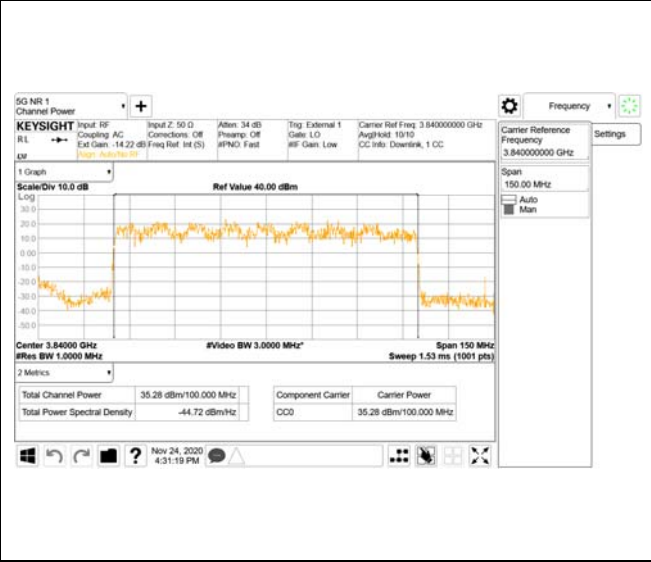 5G NR 1
Channel Power
Frequency
KEYSIGHT
R L
Input: RF
Coupling: AC
Ext Gain: -14.22 dB
Align: Auto/No RF
Input Z: 50 Ω
Corrections: Off
Freq Ref: Int (S)
Atten: 34 dB
Preamp: Off
#PNO: Fast
Trig: External 1
Gate: LO
#IF Gain: Low
Carrier Ref Freq: 3.840000000 GHz
Avg|Hold: 10/10
CC Info: Downlink, 1 CC
Carrier Reference
Frequency
3.840000000 GHz
Settings
Span
150.00 MHz
Auto
Man
1 Graph
Scale/Div 10.0 dB
Ref Value 40.00 dBm
Log
30.0
20.0
10.0
0.00
-10.0
-20.0
-30.0
-40.0
-50.0
Center 3.84000 GHz
#Video BW 3.0000 MHz*
Span 150 MHz
#Res BW 1.0000 MHz
Sweep 1.53 ms (1001 pts)
2 Metrics
Total Channel Power
35.28 dBm/100.000 MHz
Total Power Spectral Density
-44.72 dBm/Hz
Component Carrier
Carrier Power
CC0
35.28 dBm/100.000 MHz
?
Nov 24, 2020
4:31:19 PM